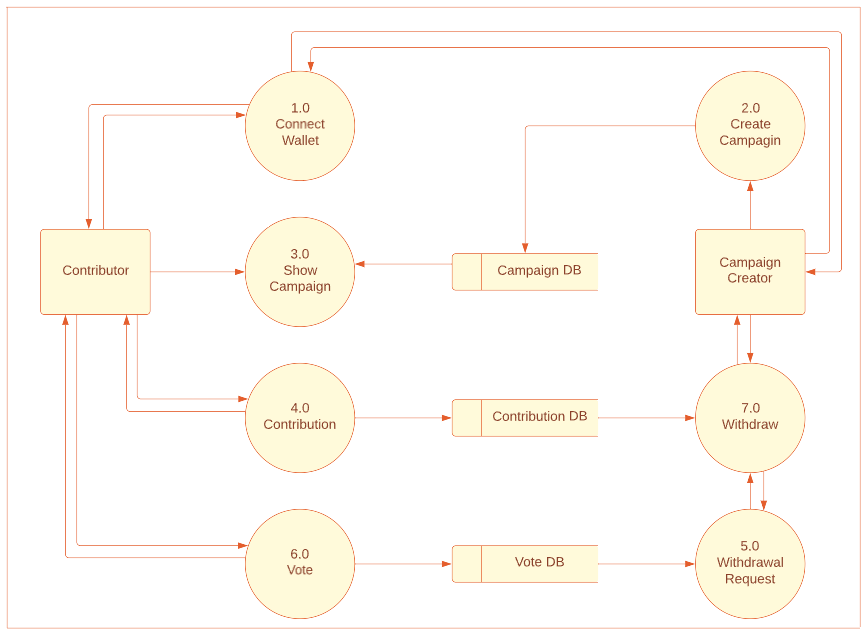 1.0
Connect
Wallet
2.0
Create
Campagin
Contributor
3.0
Show
Campaign
Campaign DB
Campaign
Creator
4.0
Contribution
Contribution DB
7.0
Withdraw
6.0
Vote
Vote DB
5.0
Withdrawal
Request